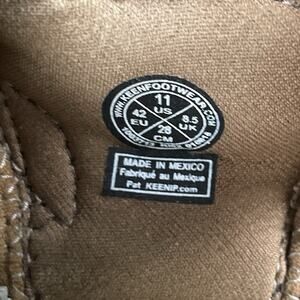 WWW.KEENFOOTWEAR.COM
11
US
42
EU
8.5
UK
28
CM
MADE IN MEXICO
Fabriqué au Mexique
Pat KEENIP.com